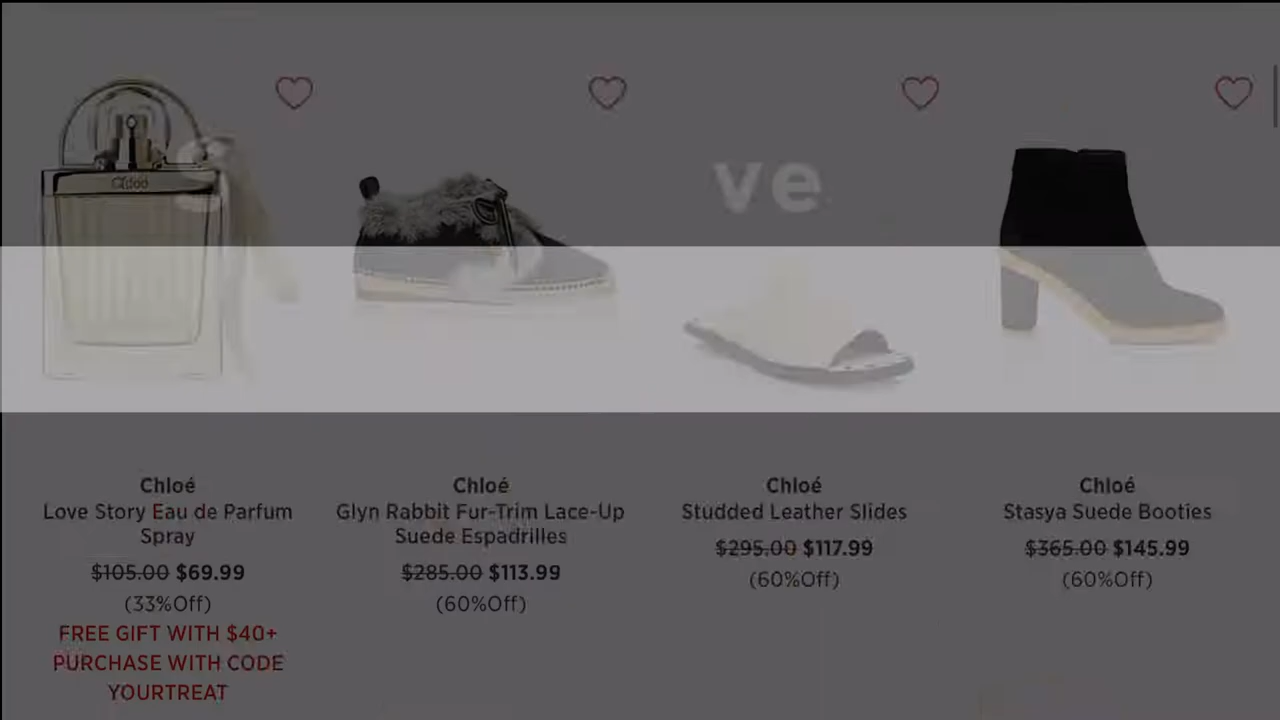 Chloé
ve
Chloé
Love Story Eau de Parfum
Spray
$105.00 $69.99
(33%Off)
FREE GIFT WITH $40+
PURCHASE WITH CODE
YOURTREAT
Chloé
Glyn Rabbit Fur-Trim Lace-Up
Suede Espadrilles
$285.00 $113.99
(60%Off)
Chloé
Studded Leather Slides
$295.00 $117.99
(60%Off)
Chloé
Stasya Suede Booties
$365.00 $145.99
(60%Off)